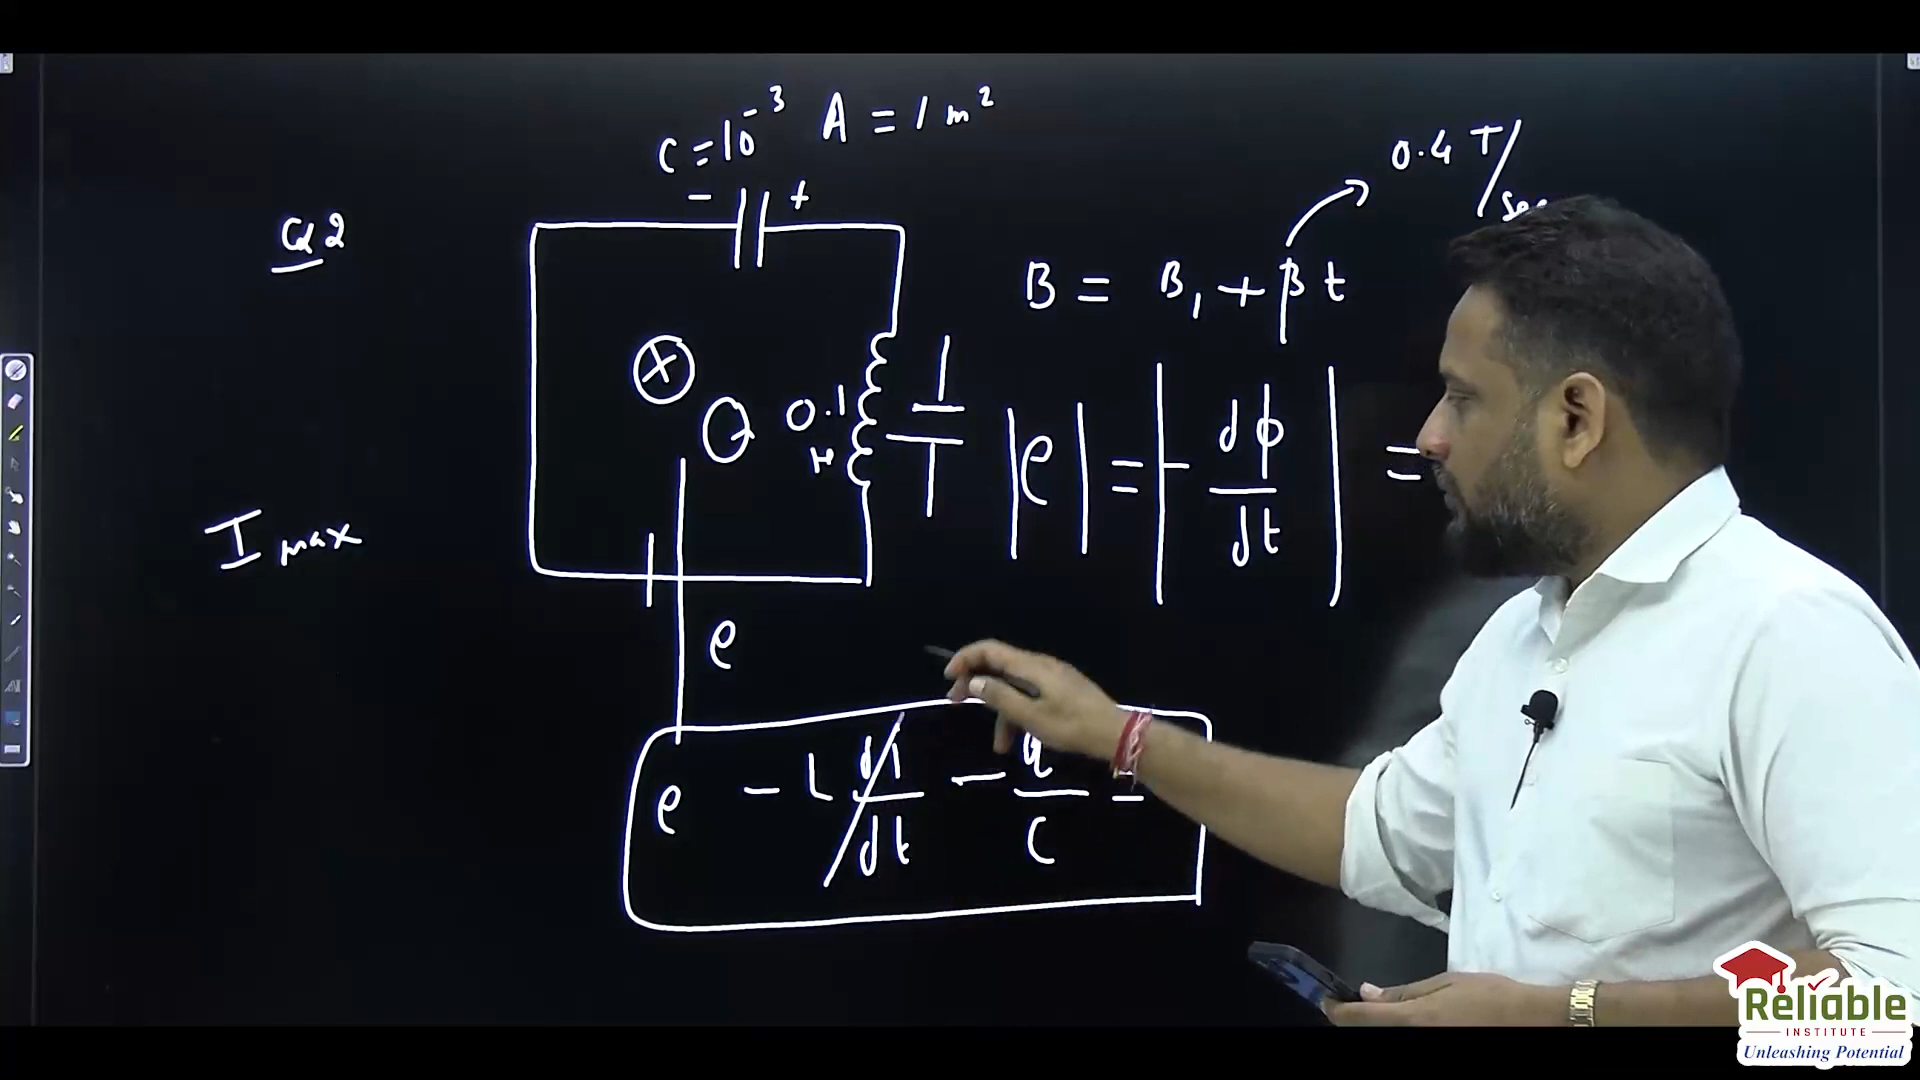 C = 10⁻³ A = 1 m²
- +
Q2
0.4 T/sec
B = B₁ + βt
0.1
H
|e| = |- dφ/dt| =
I max
e
e - L di/dt - q/C =
Reliable
INSTITUTE
Unleashing Potential